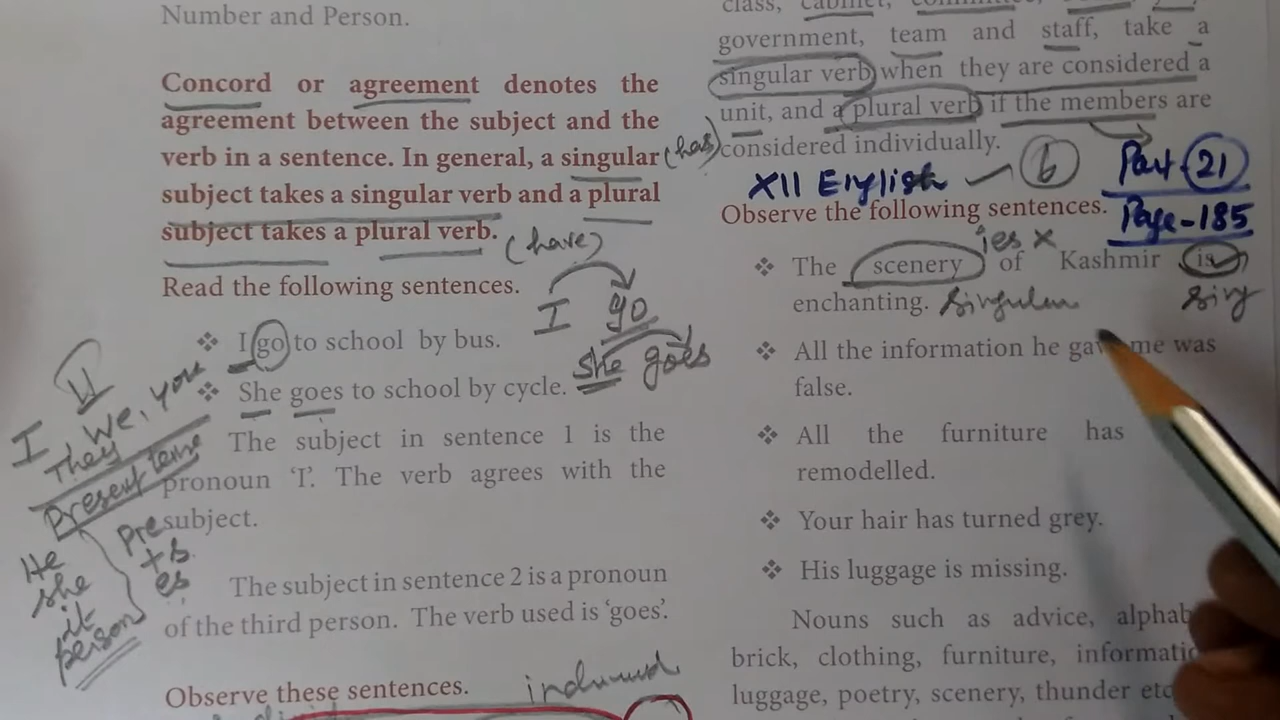 Number and Person.
Concord or agreement denotes the
agreement between the subject and the
verb in a sentence. In general, a singular (has)
subject takes a singular verb and a plural
subject takes a plural verb. (have)
Read the following sentences.
I go
I go to school by bus.
She goes
She goes to school by cycle.
The subject in sentence 1 is the
pronoun ‘I’. The verb agrees with the
subject.
The subject in sentence 2 is a pronoun
of the third person. The verb used is ‘goes’.
Observe these sentences.
I II
They We, you
Present tense
He
She
it
person
pre
+s
es
class, cabinet, committee,
government, team and staff, take a
singular verb when they are considered a
unit, and a plural verb if the members are
considered individually.
XII English 6 Part 21
Page-185
Observe the following sentences.
ies x
The scenery of Kashmir is
enchanting. Singular Sing
All the information he gave me was
false.
All the furniture has
remodelled.
Your hair has turned grey.
His luggage is missing.
Nouns such as advice,
brick, clothing, furniture,
luggage, poetry, scenery, thunder